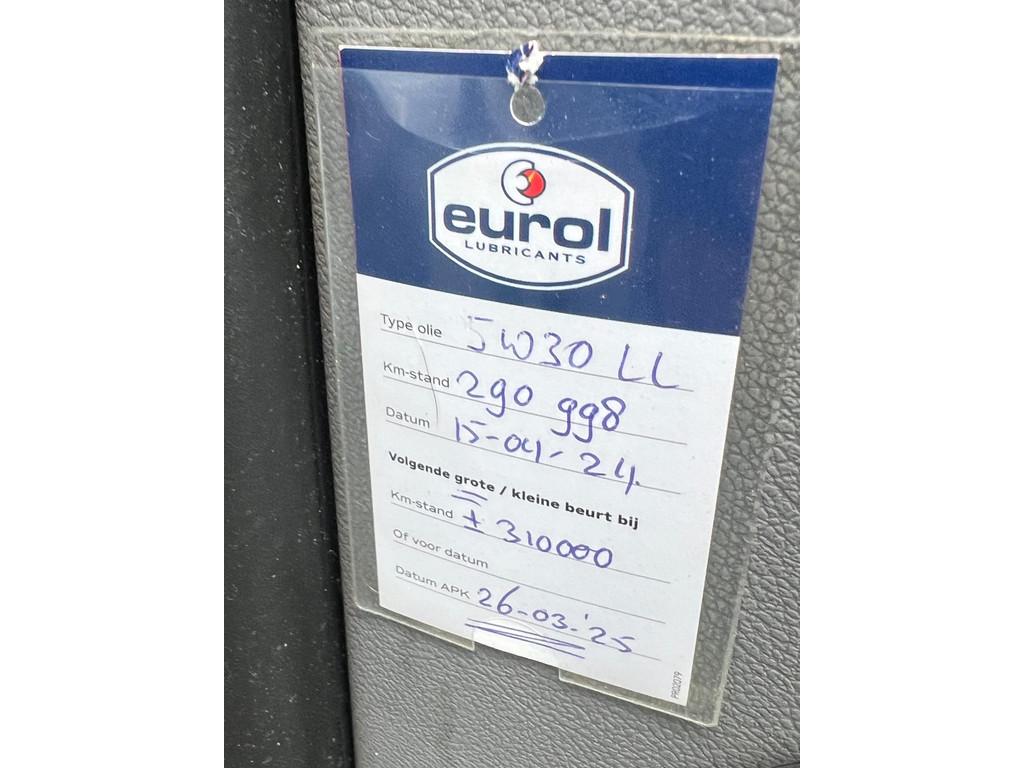 eurol
LUBRICANTS
Type olie 5W30 LL
Km-stand 290 998
Datum 15-04-24
Volgende grote / kleine beurt bij
Km-stand ± 310000
Of voor datum
Datum APK 26-03-'25
PR02079